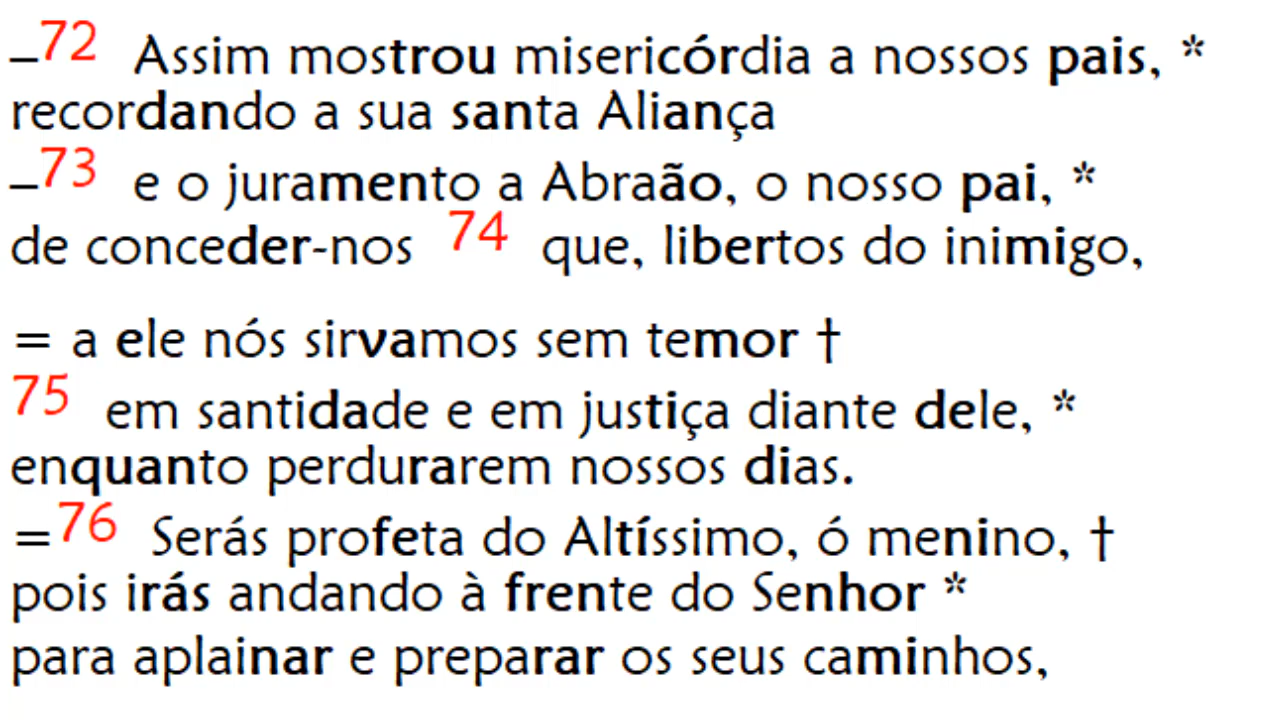 –72 Assim mostrou misericórdia a nossos pais, *
recordando a sua santa Aliança
–73 e o juramento a Abraão, o nosso pai, *
de conceder-nos 74 que, libertos do inimigo,
= a ele nós sirvamos sem temor †
75 em santidade e em justiça diante dele, *
enquanto perdurarem nossos dias.
=76 Serás profeta do Altíssimo, ó menino, †
pois irás andando à frente do Senhor *
para aplainar e preparar os seus caminhos,